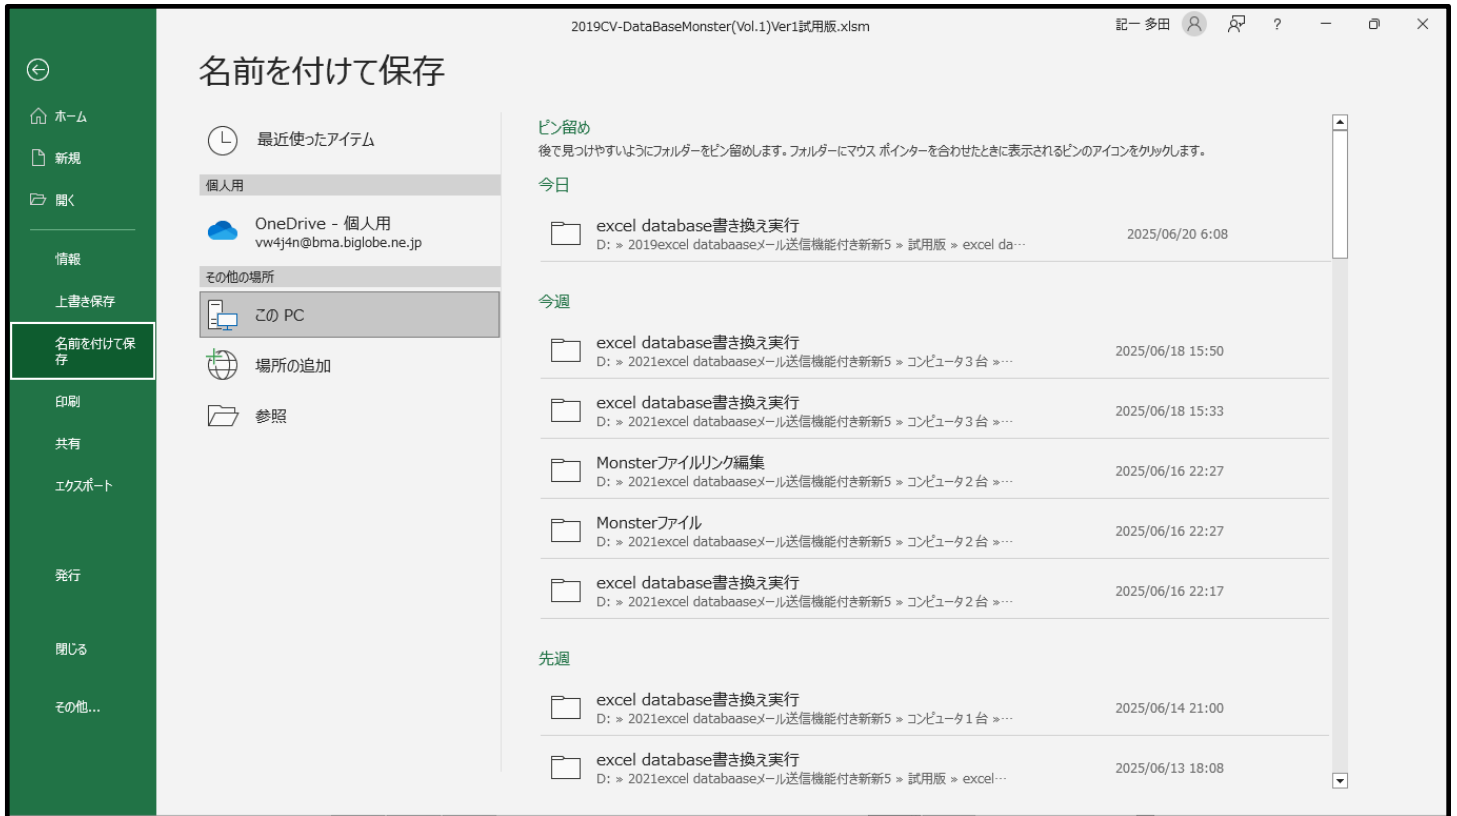 2019CV-DataBaseMonster(Vol.1)Ver1試用版.xlsm
記一 多田
?
名前を付けて保存
ホーム
新規
開く
情報
上書き保存
名前を付けて保
存
印刷
共有
エクスポート
発行
閉じる
その他...
最近使ったアイテム
個人用
OneDrive - 個人用
vw4j4n@bma.biglobe.ne.jp
その他の場所
この PC
場所の追加
参照
ピン留め
後で見つけやすいようにフォルダーをピン留めします。フォルダーにマウス ポインターを合わせたときに表示されるピンのアイコンをクリックします。
今日
excel database書き換え実行
2025/06/20 6:08
D: » 2019excel databaaseメール送信機能付き新新5 » 試用版 » excel da…
今週
excel database書き換え実行
2025/06/18 15:50
D: » 2021excel databaaseメール送信機能付き新新5 » コンピュータ３台 »…
excel database書き換え実行
2025/06/18 15:33
D: » 2021excel databaaseメール送信機能付き新新5 » コンピュータ３台 »…
Monsterファイルリンク編集
2025/06/16 22:27
D: » 2021excel databaaseメール送信機能付き新新5 » コンピュータ２台 »…
Monsterファイル
2025/06/16 22:27
D: » 2021excel databaaseメール送信機能付き新新5 » コンピュータ２台 »…
excel database書き換え実行
2025/06/16 22:17
D: » 2021excel databaaseメール送信機能付き新新5 » コンピュータ２台 »…
先週
excel database書き換え実行
2025/06/14 21:00
D: » 2021excel databaaseメール送信機能付き新新5 » コンピュータ１台 »…
excel database書き換え実行
2025/06/13 18:08
D: » 2021excel databaaseメール送信機能付き新新5 » 試用版 » excel…